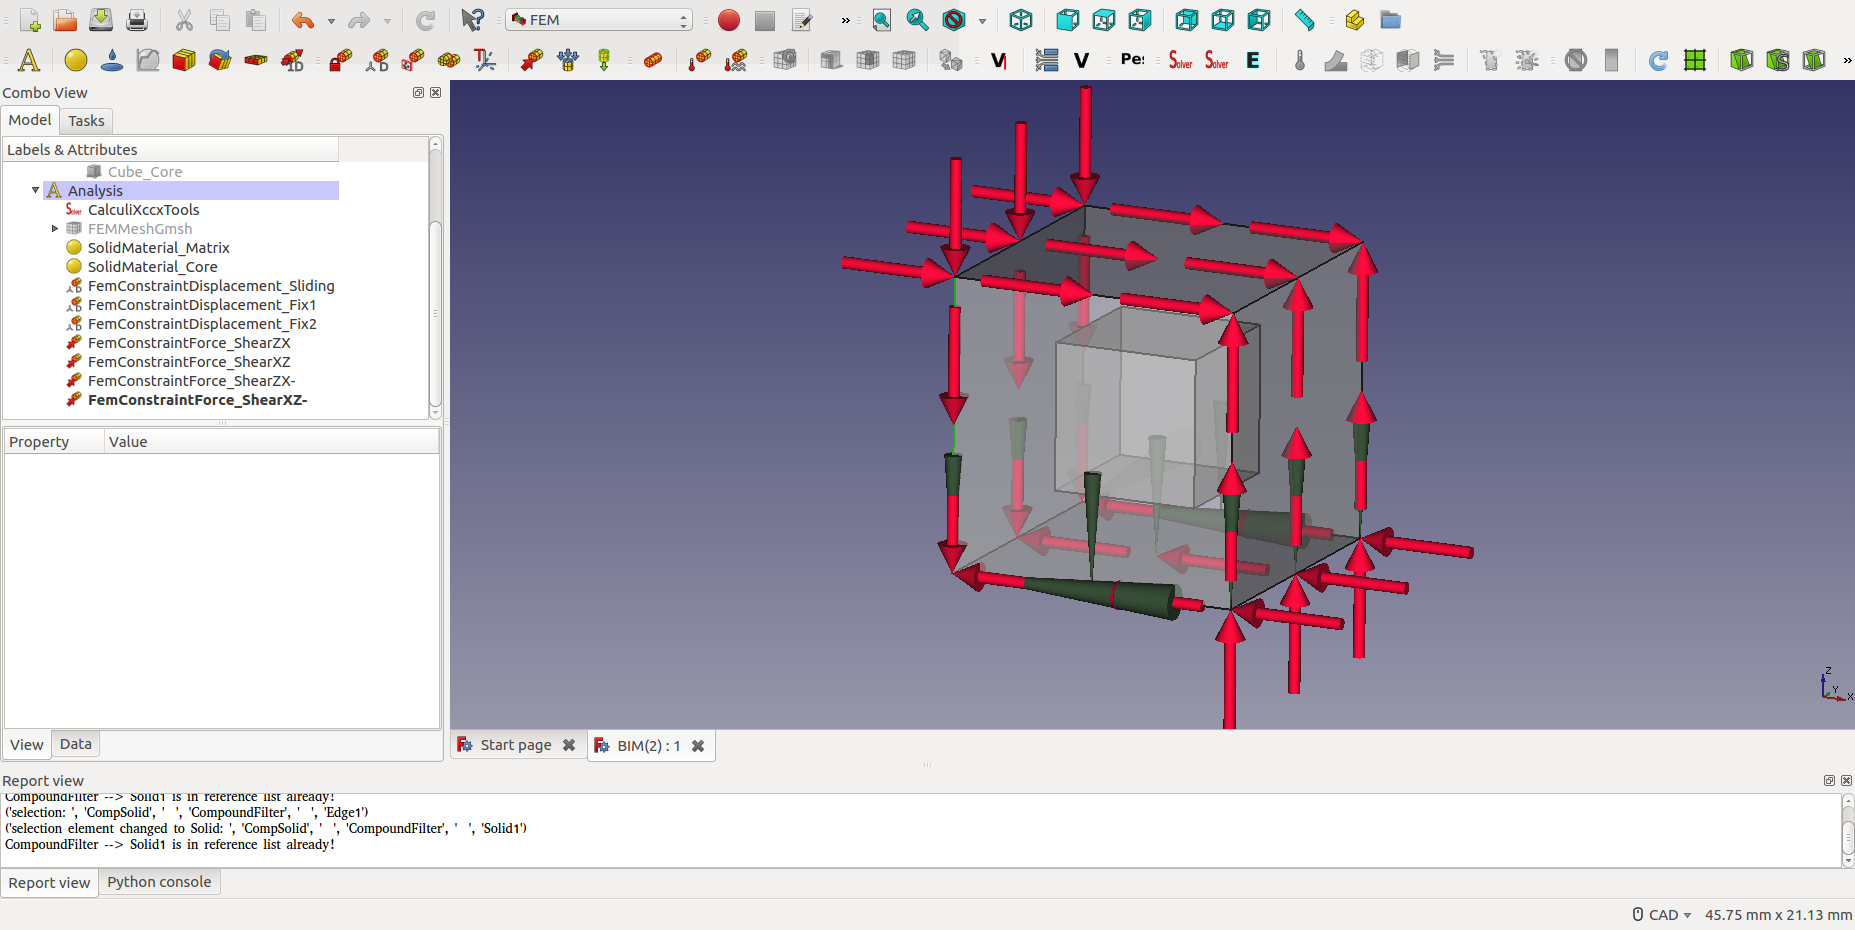 FEM
»
A
D
V
V
Pe:
Solver
Solver
E
S
»
Combo View
Model
Tasks
Labels & Attributes
Cube_Core
Analysis
CalculiXccxTools
FEMMeshGmsh
SolidMaterial_Matrix
SolidMaterial_Core
FemConstraintDisplacement_Sliding
FemConstraintDisplacement_Fix1
FemConstraintDisplacement_Fix2
FemConstraintForce_ShearZX
FemConstraintForce_ShearXZ
FemConstraintForce_ShearZX-
FemConstraintForce_ShearXZ-
Property Value
View
Data
Z
Y
X
Start page
BIM(2) : 1
Report view
CompoundFilter --> Solid1 is in reference list already!
('selection: ', 'CompSolid', '  ', 'CompoundFilter', '  ', 'Edge1')
('selection element changed to Solid: ', 'CompSolid', '  ', 'CompoundFilter', '  ', 'Solid1')
CompoundFilter --> Solid1 is in reference list already!
Report view
Python console
CAD
45.75 mm x 21.13 mm